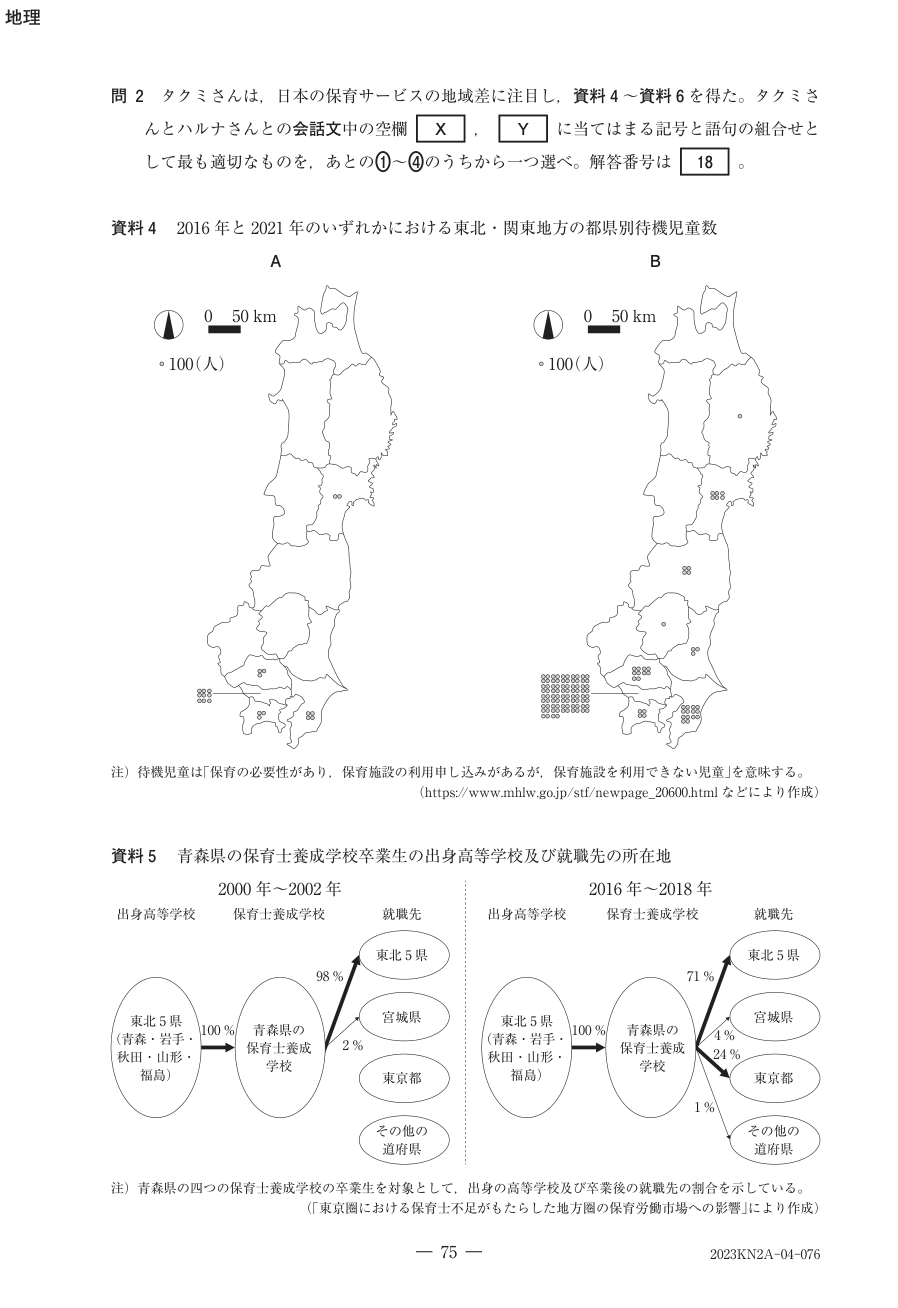 地理
問 2 タクミさんは，日本の保育サービスの地域差に注目し，資料 4 ～資料 6 を得た。タクミさ
んとハルナさんとの会話文中の空欄 X ， Y に当てはまる記号と語句の組合せと
して最も適切なものを，あとの①～④のうちから一つ選べ。解答番号は 18 。
資料 4 2016 年と 2021 年のいずれかにおける東北・関東地方の都県別待機児童数
A B
0 50 km 0 50 km
100(人) 100(人)
注）待機児童は「保育の必要性があり，保育施設の利用申し込みがあるが，保育施設を利用できない児童」を意味する。
（https://www.mhlw.go.jp/stf/newpage_20600.html などにより作成）
資料 5 青森県の保育士養成学校卒業生の出身高等学校及び就職先の所在地
2000 年～2002 年
出身高等学校 保育士養成学校 就職先
東北 5 県
（青森・岩手・
秋田・山形・
福島）
100 %
青森県の
保育士養成
学校
98 %
東北 5 県
2 %
宮城県
東京都
その他の
道府県
2016 年～2018 年
出身高等学校 保育士養成学校 就職先
東北 5 県
（青森・岩手・
秋田・山形・
福島）
100 %
青森県の
保育士養成
学校
71 %
東北 5 県
4 %
宮城県
24 %
東京都
1 %
その他の
道府県
注）青森県の四つの保育士養成学校の卒業生を対象として，出身の高等学校及び卒業後の就職先の割合を示している。
（「東京圏における保育士不足がもたらした地方圏の保育労働市場への影響」により作成）
― 75 ―
2023KN2A-04-076